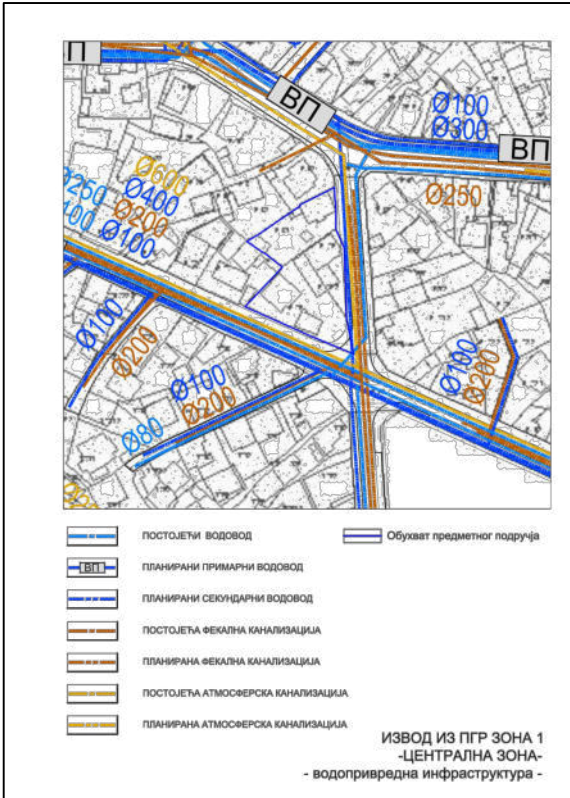 П
ВП
Ø100
Ø300
ВП
Ø600
Ø250
Ø400
Ø200
Ø100
Ø250
Ø100
Ø200
Ø100
Ø200
Ø80
Ø100
Ø200
ПОСТОЈЕЋИ ВОДОВОД
Обухват предметног подручја
ВП
ПЛАНИРАНИ ПРИМАРНИ ВОДОВОД
ПЛАНИРАНИ СЕКУНДАРНИ ВОДОВОД
ПОСТОЈЕЋА ФЕКАЛНА КАНАЛИЗАЦИЈА
ПЛАНИРАНА ФЕКАЛНА КАНАЛИЗАЦИЈА
ПОСТОЈЕЋА АТМОСФЕРСКА КАНАЛИЗАЦИЈА
ПЛАНИРАНА АТМОСФЕРСКА КАНАЛИЗАЦИЈА
ИЗВОД ИЗ ПГР ЗОНА 1
-ЦЕНТРАЛНА ЗОНА-
- водопривредна инфраструктура -